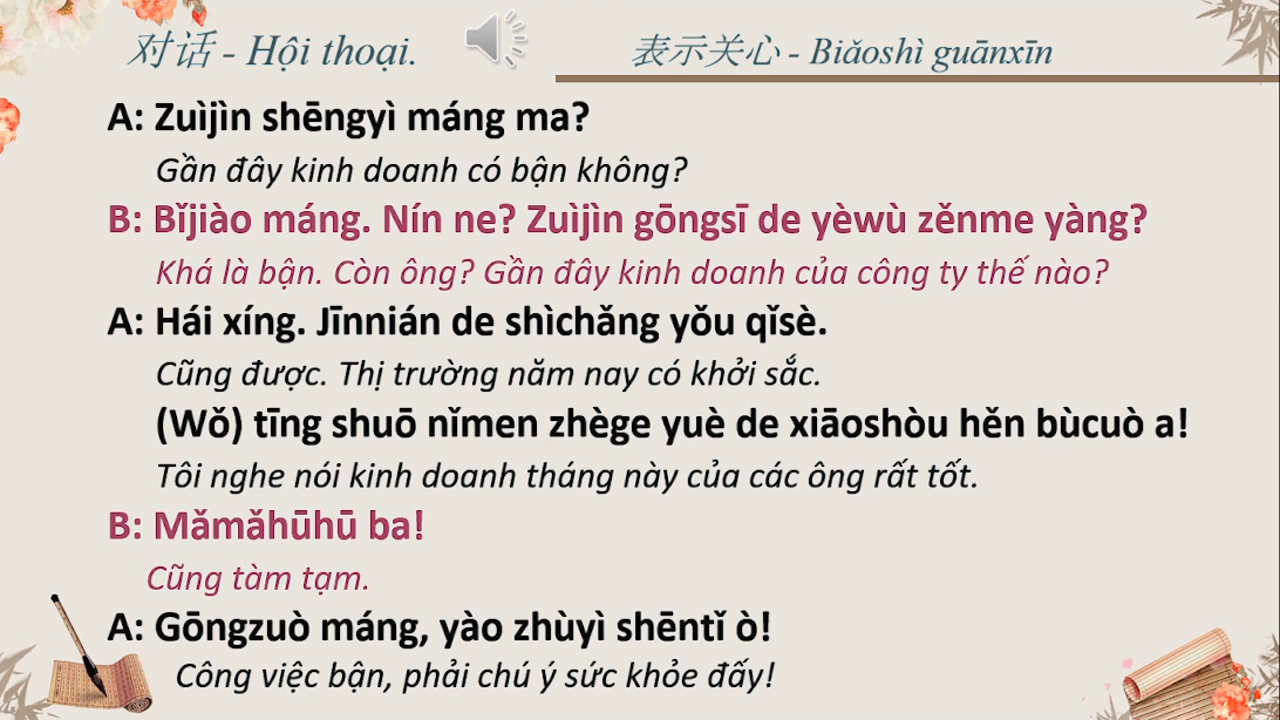 对话 - Hội thoại.
表示关心 - Biǎoshì guānxīn
A: Zuìjìn shēngyì máng ma?
Gần đây kinh doanh có bận không?
B: Bǐjiào máng. Nín ne? Zuìjìn gōngsī de yèwù zěnme yàng?
Khá là bận. Còn ông? Gần đây kinh doanh của công ty thế nào?
A: Hái xíng. Jīnnián de shìchǎng yǒu qǐsè.
Cũng được. Thị trường năm nay có khởi sắc.
(Wǒ) tīng shuō nǐmen zhège yuè de xiāoshòu hěn bùcuò a!
Tôi nghe nói kinh doanh tháng này của các ông rất tốt.
B: Mǎmǎhūhū ba!
Cũng tàm tạm.
A: Gōngzuò máng, yào zhùyì shēntǐ ò!
Công việc bận, phải chú ý sức khỏe đấy!